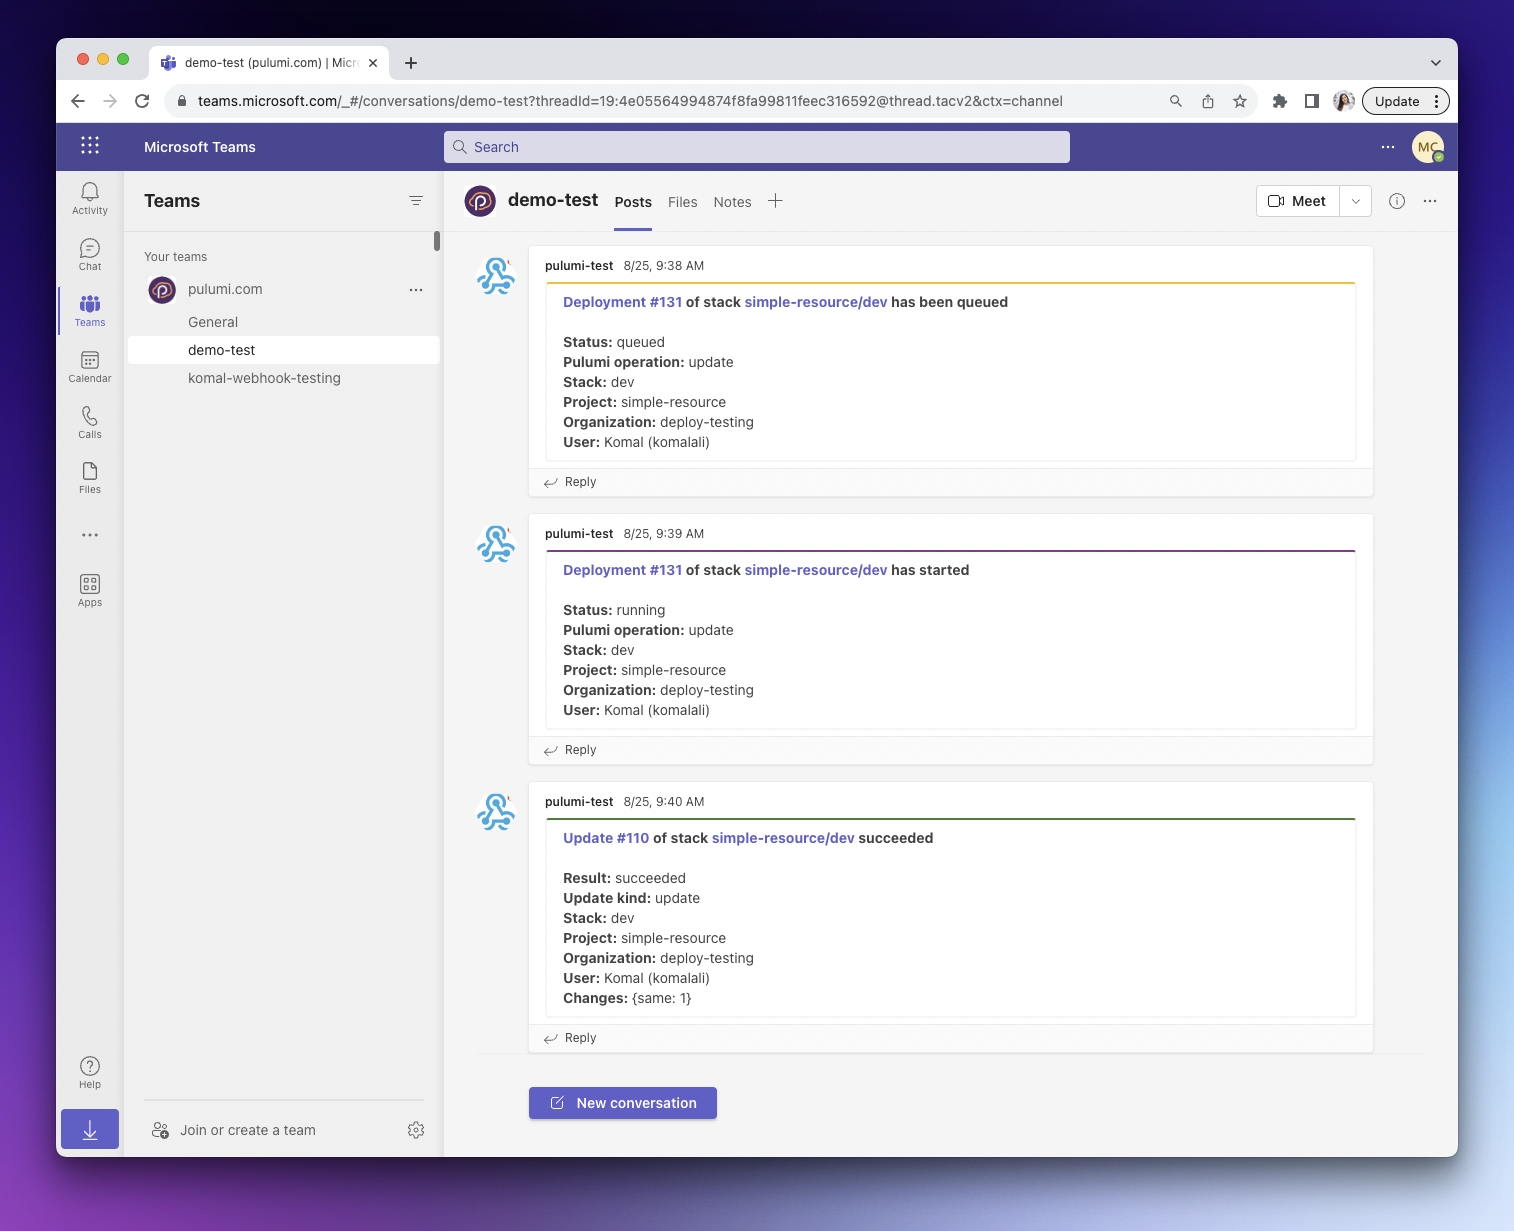 demo-test (pulumi.com) | Micr
teams.microsoft.com/_#/conversations/demo-test?threadId=19:4e05564994874f8fa99811feec316592@thread.tacv2&ctx=channel
Update
Microsoft Teams
Search
MC
Activity
Chat
Teams
Calendar
Calls
Files
Apps
Help
Teams
Your teams
pulumi.com
General
demo-test
komal-webhook-testing
Join or create a team
demo-test Posts Files Notes
Meet
pulumi-test 8/25, 9:38 AM
Deployment #131 of stack simple-resource/dev has been queued
Status: queued
Pulumi operation: update
Stack: dev
Project: simple-resource
Organization: deploy-testing
User: Komal (komalali)
Reply
pulumi-test 8/25, 9:39 AM
Deployment #131 of stack simple-resource/dev has started
Status: running
Pulumi operation: update
Stack: dev
Project: simple-resource
Organization: deploy-testing
User: Komal (komalali)
Reply
pulumi-test 8/25, 9:40 AM
Update #110 of stack simple-resource/dev succeeded
Result: succeeded
Update kind: update
Stack: dev
Project: simple-resource
Organization: deploy-testing
User: Komal (komalali)
Changes: {same: 1}
Reply
New conversation